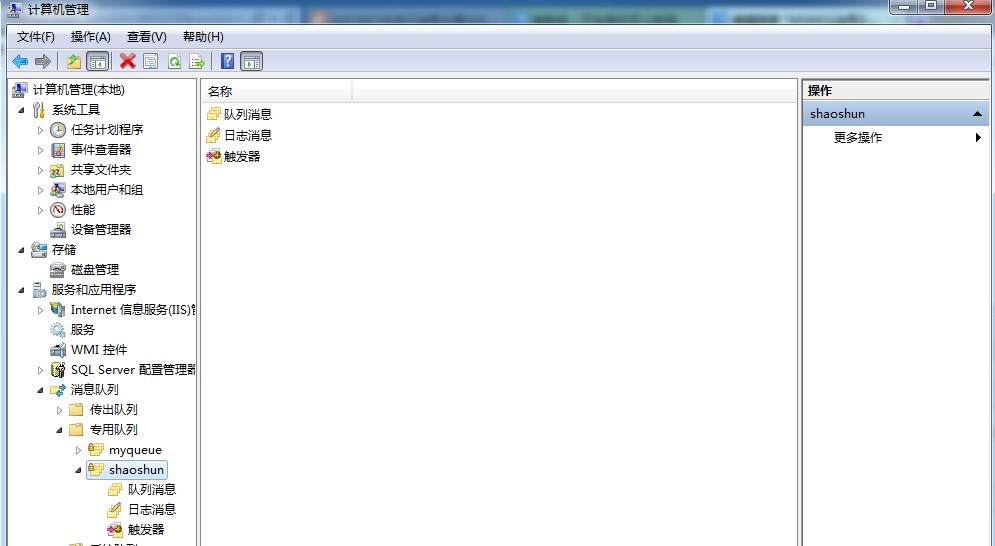 计算机管理
文件(F) 操作(A) 查看(V) 帮助(H)
计算机管理(本地)
系统工具
任务计划程序
事件查看器
共享文件夹
本地用户和组
性能
设备管理器
存储
磁盘管理
服务和应用程序
Internet 信息服务(IIS)
服务
WMI 控件
SQL Server 配置管理器
消息队列
传出队列
专用队列
myqueue
shaoshun
队列消息
日志消息
触发器
名称
队列消息
日志消息
触发器
操作
shaoshun
更多操作